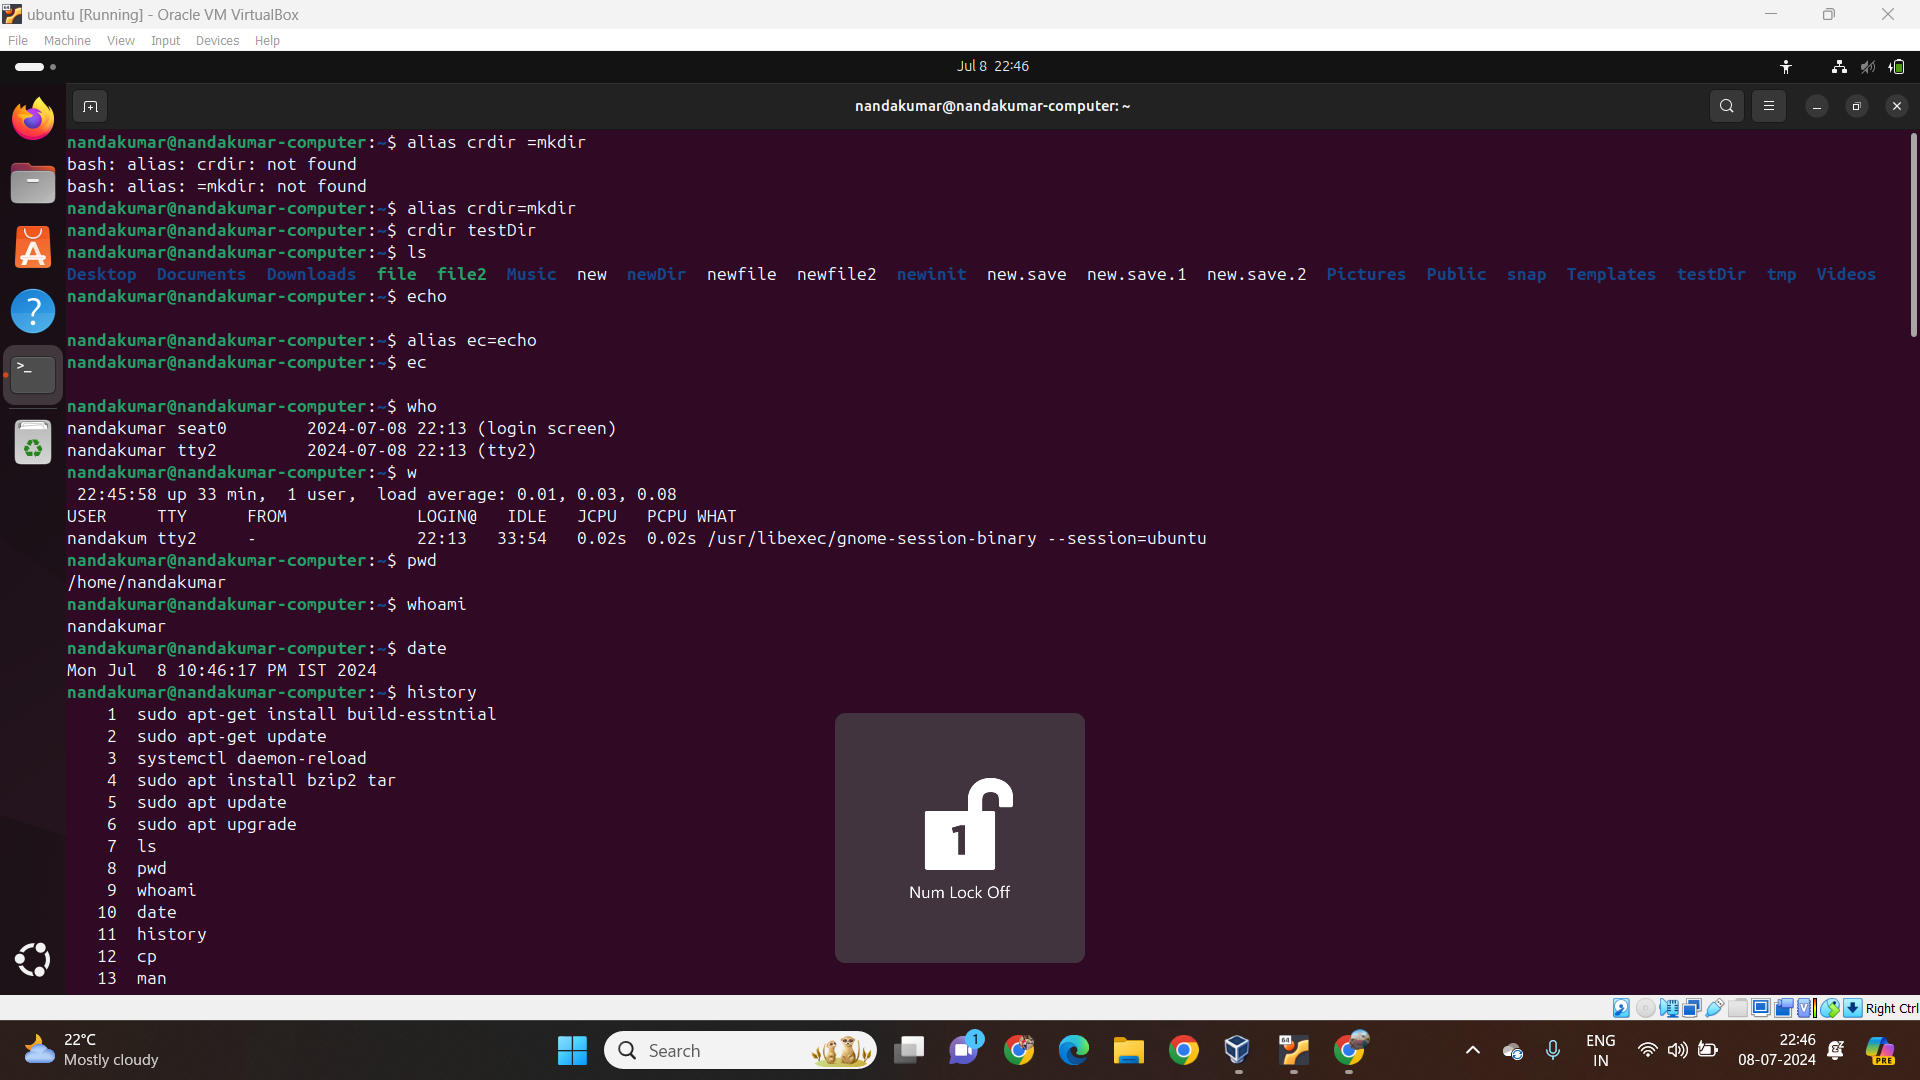 ubuntu [Running] - Oracle VM VirtualBox
File Machine View Input Devices Help
Jul 8 22:46
nandakumar@nandakumar-computer: ~
nandakumar@nandakumar-computer:~$ alias crdir =mkdir
bash: alias: crdir: not found
bash: alias: =mkdir: not found
nandakumar@nandakumar-computer:~$ alias crdir=mkdir
nandakumar@nandakumar-computer:~$ crdir testDir
nandakumar@nandakumar-computer:~$ ls
Desktop Documents Downloads file file2 Music new newDir newfile newfile2 newinit new.save new.save.1 new.save.2 Pictures Public snap Templates testDir tmp Videos
nandakumar@nandakumar-computer:~$ echo
nandakumar@nandakumar-computer:~$ alias ec=echo
nandakumar@nandakumar-computer:~$ ec
nandakumar@nandakumar-computer:~$ who
nandakumar seat0 2024-07-08 22:13 (login screen)
nandakumar tty2 2024-07-08 22:13 (tty2)
nandakumar@nandakumar-computer:~$ w
22:45:58 up 33 min, 1 user, load average: 0.01, 0.03, 0.08
USER TTY FROM LOGIN@ IDLE JCPU PCPU WHAT
nandakum tty2 - 22:13 33:54 0.02s 0.02s /usr/libexec/gnome-session-binary --session=ubuntu
nandakumar@nandakumar-computer:~$ pwd
/home/nandakumar
nandakumar@nandakumar-computer:~$ whoami
nandakumar
nandakumar@nandakumar-computer:~$ date
Mon Jul 8 10:46:17 PM IST 2024
nandakumar@nandakumar-computer:~$ history
1 sudo apt-get install build-esstntial
2 sudo apt-get update
3 systemctl daemon-reload
4 sudo apt install bzip2 tar
5 sudo apt update
6 sudo apt upgrade
7 ls
8 pwd
9 whoami
10 date
11 history
12 cp
13 man
1
Num Lock Off
Right Ctrl
22°C
Mostly cloudy
Search
1
64
ENG
IN
22:46
08-07-2024
PRE